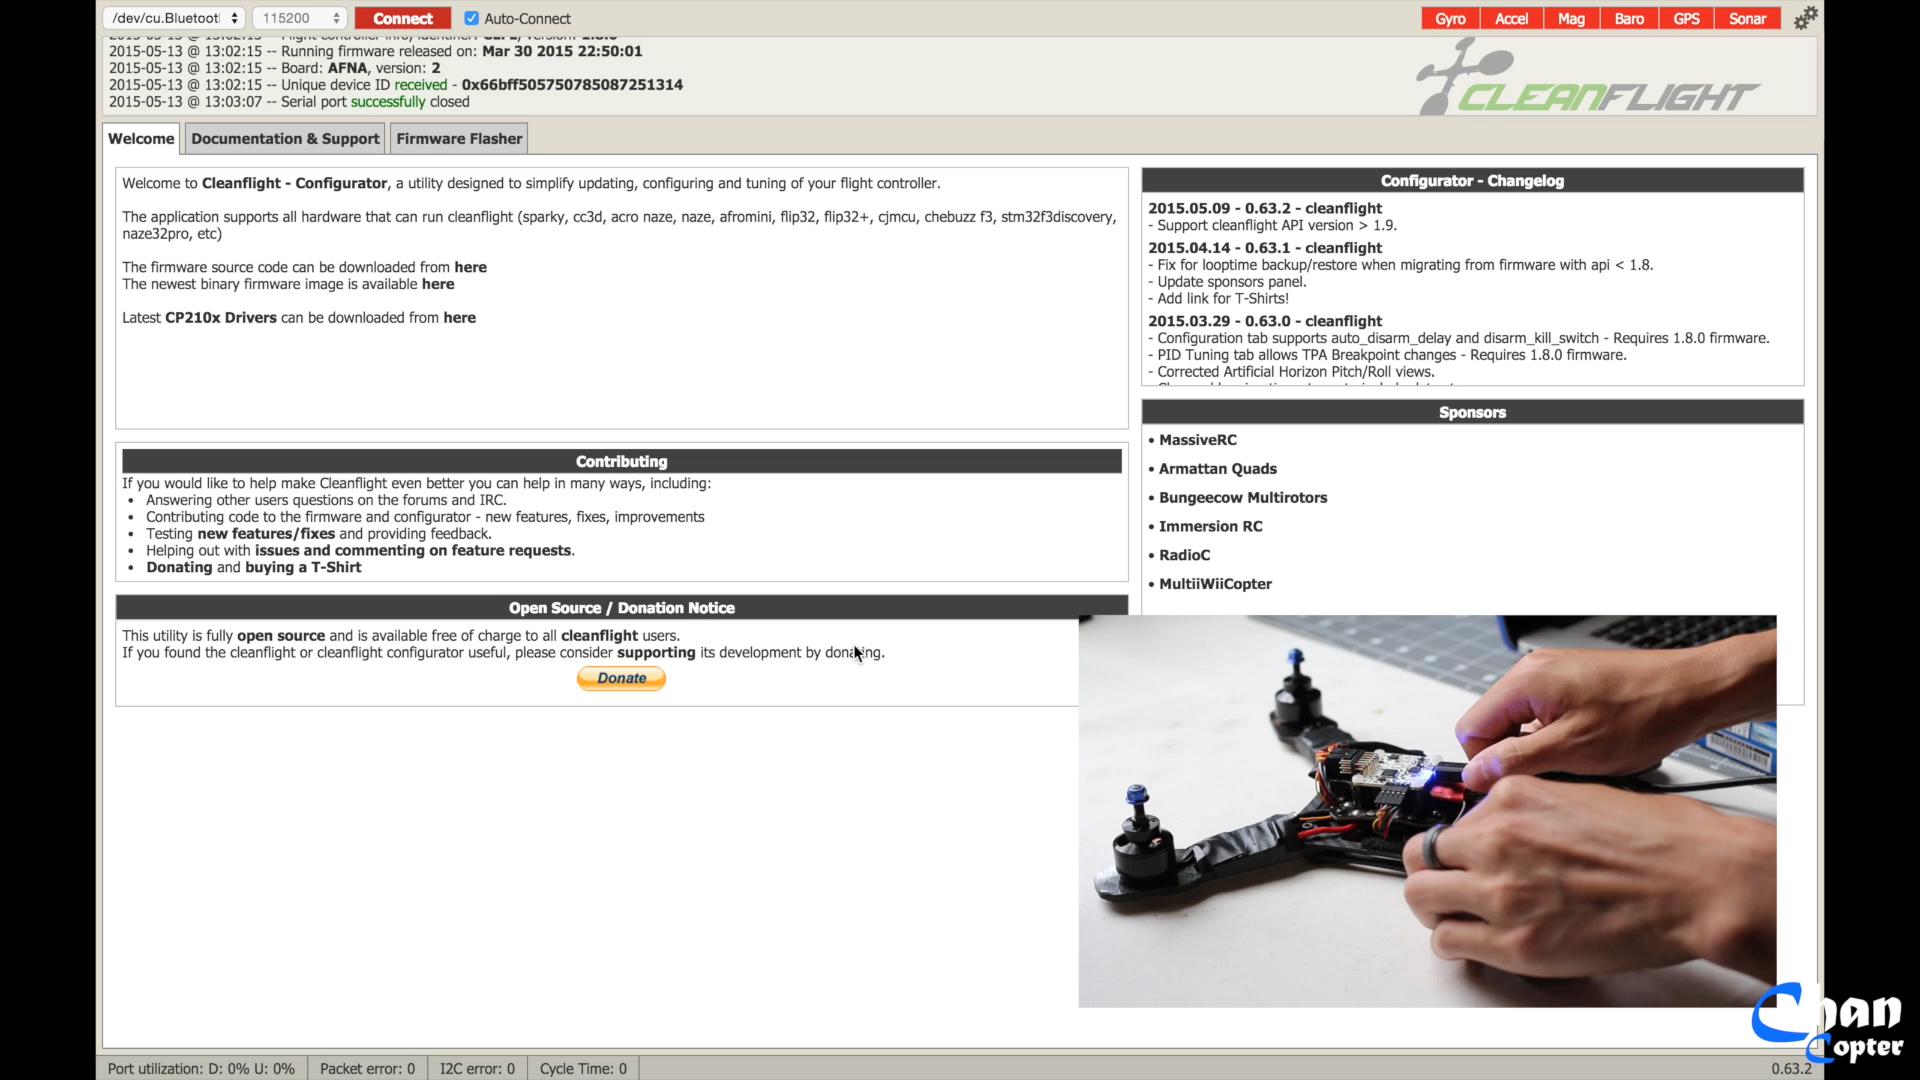 /dev/cu.Bluetoot
115200
Connect
Auto-Connect
Gyro
Accel
Mag
Baro
GPS
Sonar
2015-05-13 @ 13:02:15 -- Running firmware released on: Mar 30 2015 22:50:01
2015-05-13 @ 13:02:15 -- Board: AFNA, version: 2
2015-05-13 @ 13:02:15 -- Unique device ID received - 0x66bff505750785087251314
2015-05-13 @ 13:03:07 -- Serial port successfully closed
CLEANFLIGHT
Welcome
Documentation & Support
Firmware Flasher
Welcome to Cleanflight - Configurator, a utility designed to simplify updating, configuring and tuning of your flight controller.
The application supports all hardware that can run cleanflight (sparky, cc3d, acro naze, naze, afromini, flip32, flip32+, cjmcu, chebuzz f3, stm32f3discovery,
naze32pro, etc)
The firmware source code can be downloaded from here
The newest binary firmware image is available here
Latest CP210x Drivers can be downloaded from here
Configurator - Changelog
2015.05.09 - 0.63.2 - cleanflight
- Support cleanflight API version > 1.9.
2015.04.14 - 0.63.1 - cleanflight
- Fix for looptime backup/restore when migrating from firmware with api < 1.8.
- Update sponsors panel.
- Add link for T-Shirts!
2015.03.29 - 0.63.0 - cleanflight
- Configuration tab supports auto_disarm_delay and disarm_kill_switch - Requires 1.8.0 firmware.
- PID Tuning tab allows TPA Breakpoint changes - Requires 1.8.0 firmware.
- Corrected Artificial Horizon Pitch/Roll views.
Contributing
If you would like to help make Cleanflight even better you can help in many ways, including:
• Answering other users questions on the forums and IRC.
• Contributing code to the firmware and configurator - new features, fixes, improvements
• Testing new features/fixes and providing feedback.
• Helping out with issues and commenting on feature requests.
• Donating and buying a T-Shirt
Sponsors
• MassiveRC
• Armattan Quads
• Bungeecow Multirotors
• Immersion RC
• RadioC
• MultiiWiiCopter
Open Source / Donation Notice
This utility is fully open source and is available free of charge to all cleanflight users.
If you found the cleanflight or cleanflight configurator useful, please consider supporting its development by donating.
Donate
Chan
Copter
Port utilization: D: 0% U: 0%
Packet error: 0
I2C error: 0
Cycle Time: 0
0.63.2